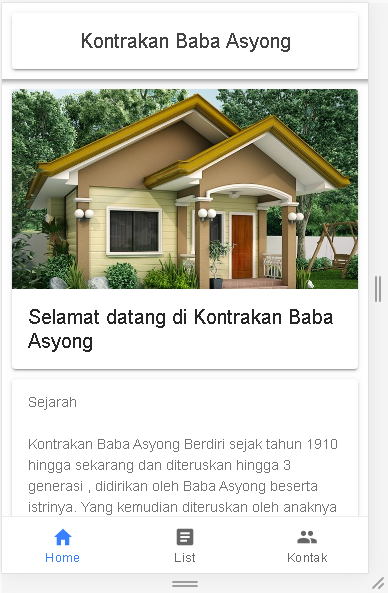 Kontrakan Baba Asyong
Selamat datang di Kontrakan Baba
Asyong
Sejarah
Kontrakan Baba Asyong Berdiri sejak tahun 1910
hingga sekarang dan diteruskan hingga 3
generasi , didirikan oleh Baba Asyong beserta
istrinya. Yang kemudian diteruskan oleh anaknya
Home
List
Kontak